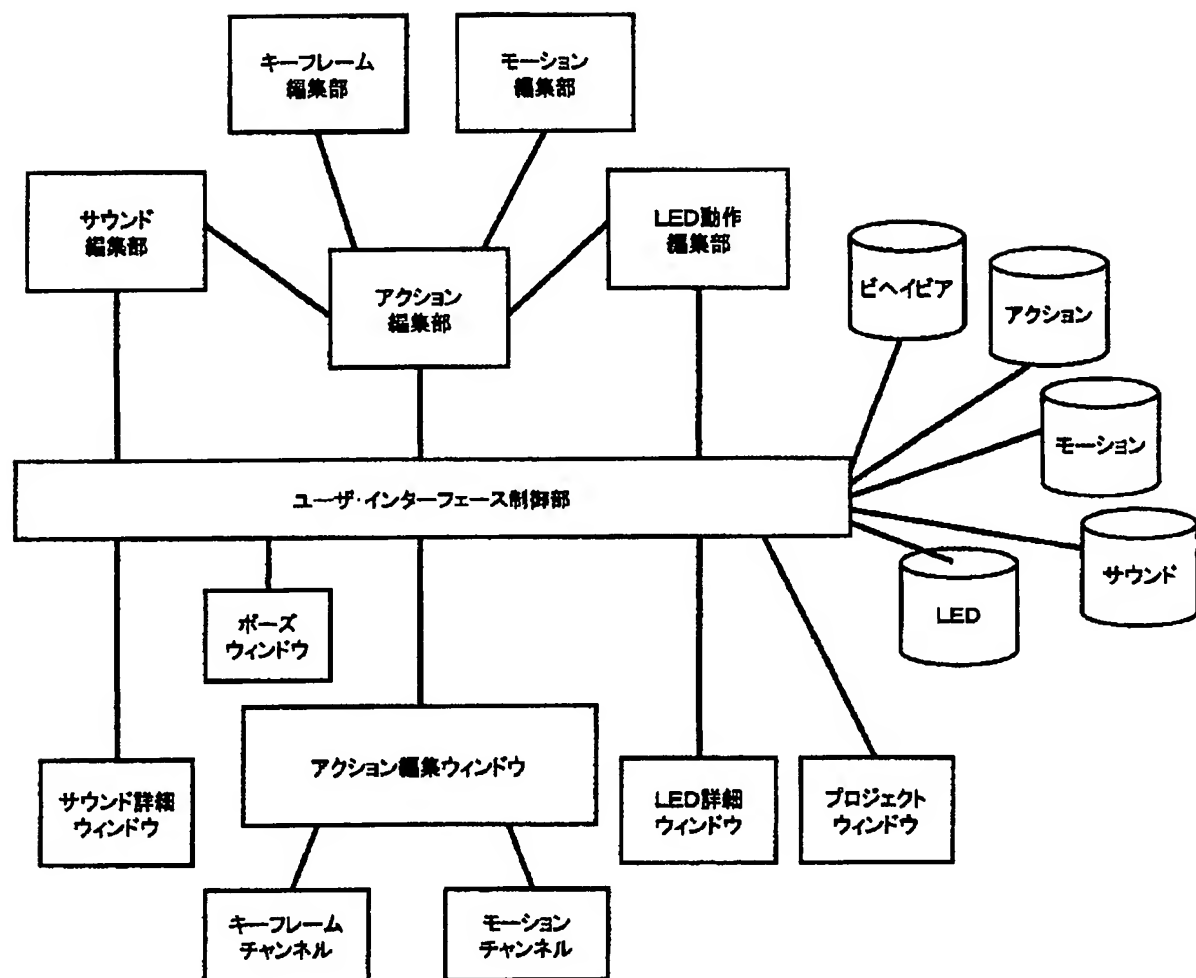 キーフレーム
編集部
モーション
編集部
サウンド
編集部
LED動作
編集部
アクション
編集部
ビヘイビア
アクション
モーション
サウンド
LED
ユーザ・インターフェース制御部
ポーズ
ウィンドウ
アクション編集ウィンドウ
サウンド詳細
ウィンドウ
LED詳細
ウィンドウ
プロジェクト
ウィンドウ
キーフレーム
チャンネル
モーション
チャンネル